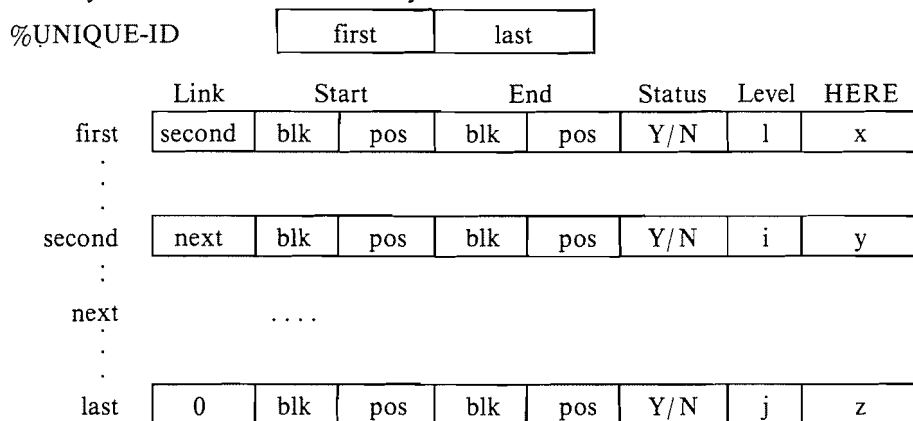 %UNIQUE-ID first last
Link Start End Status Level HERE
first second blk pos blk pos Y/N l x
.
.
.
second next blk pos blk pos Y/N i y
.
.
.
next . . . .
.
.
.
last 0 blk pos blk pos Y/N j z